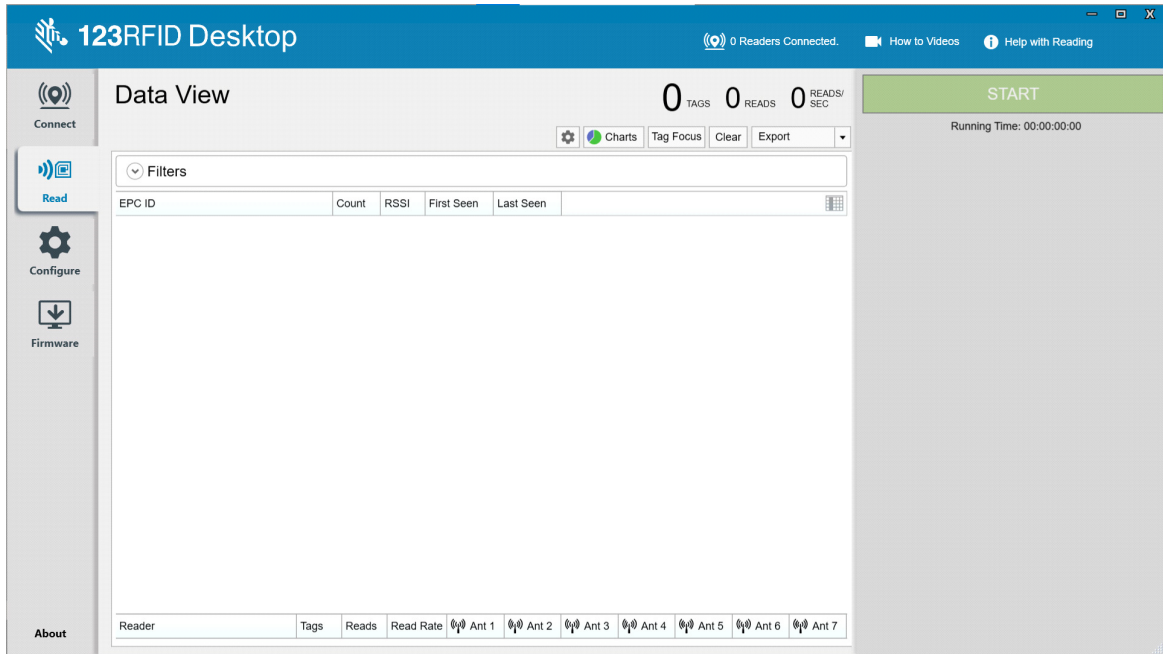 123RFID Desktop
0 Readers Connected.
How to Videos
Help with Reading
Connect
Read
Configure
Firmware
About
Data View
0 TAGS 0 READS 0 READS/SEC
Charts Tag Focus Clear Export
Filters
EPC ID Count RSSI First Seen Last Seen
Reader Tags Reads Read Rate Ant 1 Ant 2 Ant 3 Ant 4 Ant 5 Ant 6 Ant 7
START
Running Time: 00:00:00:00